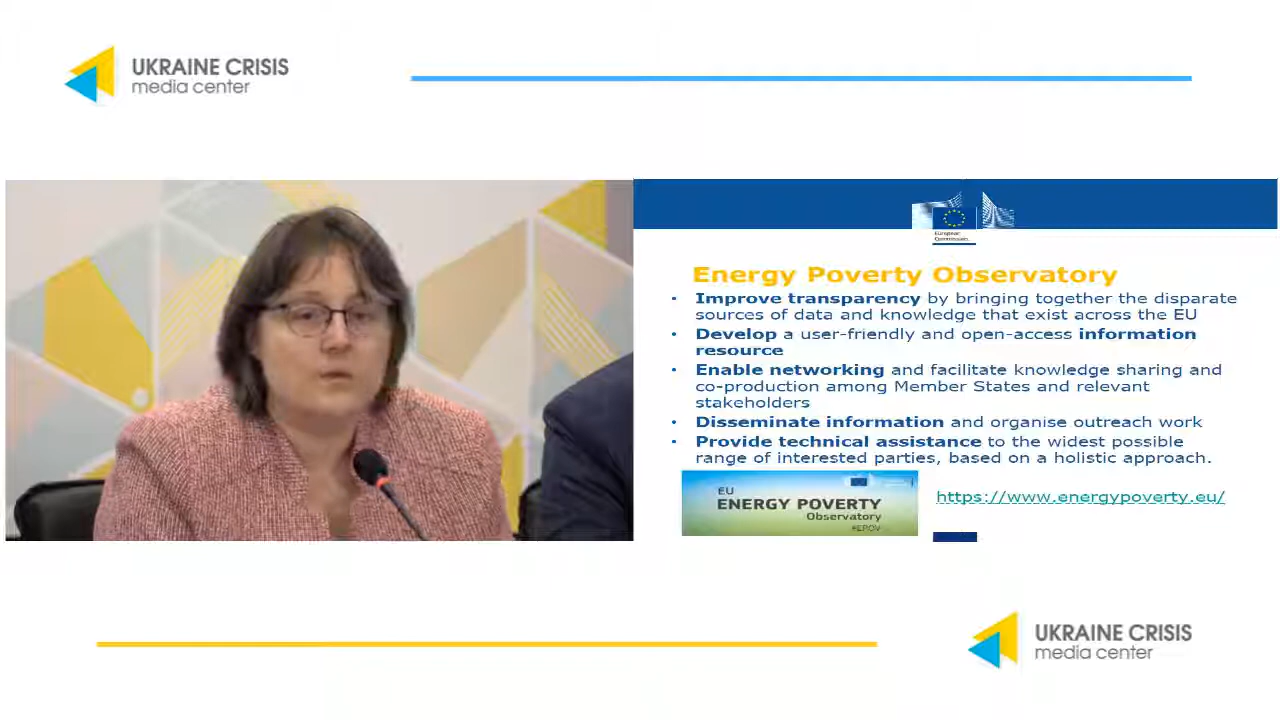 UKRAINE CRISIS
media center
European
Commission
Energy Poverty Observatory
• Improve transparency by bringing together the disparate
sources of data and knowledge that exist across the EU
• Develop a user-friendly and open-access information
resource
• Enable networking and facilitate knowledge sharing and
co-production among Member States and relevant
stakeholders
• Disseminate information and organise outreach work
• Provide technical assistance to the widest possible
range of interested parties, based on a holistic approach.
EU
ENERGY POVERTY
Observatory
#EPOV
https://www.energypoverty.eu/
UKRAINE CRISIS
media center